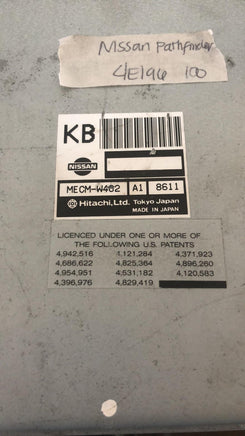 Nissan Pathfinder
4E196 100
KB
NISSAN
MECM-W402 A1 8611
Hitachi, Ltd. Tokyo Japan
MADE IN JAPAN
LICENCED UNDER ONE OR MORE OF
THE FOLLOWING U.S. PATENTS
4,942,516 1,121,284 4,371,923
4,686,622 4,825,364 4,896,260
4,954,951 4,531,182 4,120,583
4,396,976 4,829,419